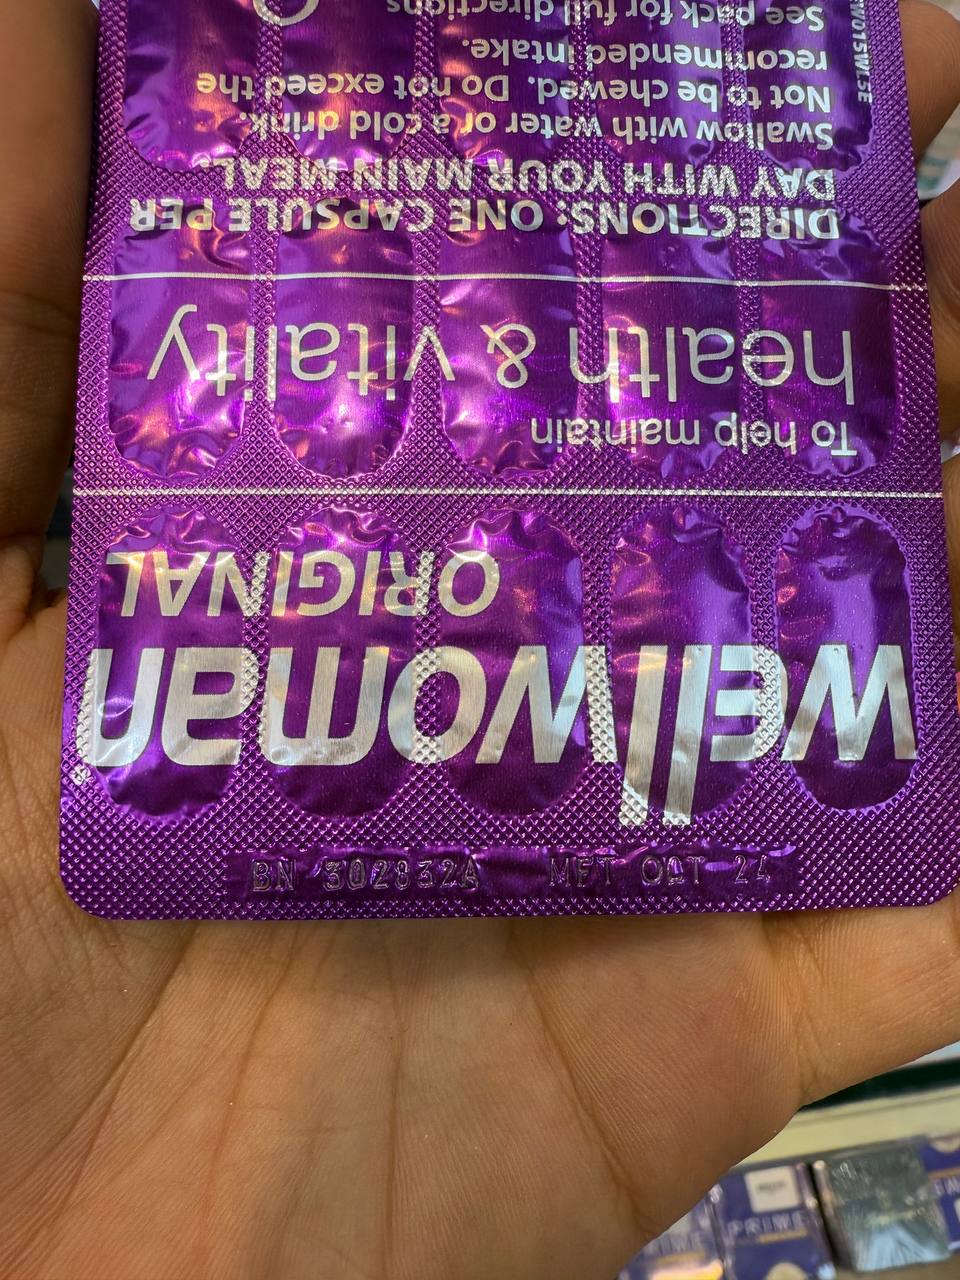 wellwoman®
ORIGINAL
To help maintain
health & vitality
DIRECTIONS: ONE CAPSULE PER
DAY WITH YOUR MAIN MEAL.
Swallow with water or a cold drink.
Not to be chewed. Do not exceed the
recommended intake.
See pack for full directions
BN 302832A MFT OCT 24
PRIME